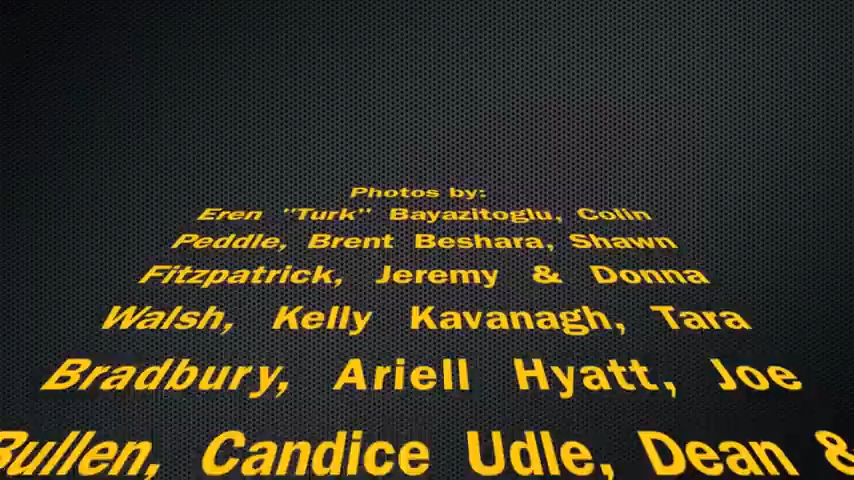 Photos by:
Eren "Turk" Bayazitoglu, Colin
Peddle, Brent Beshara, Shawn
Fitzpatrick, Jeremy & Donna
Walsh, Kelly Kavanagh, Tara
Bradbury, Ariell Hyatt, Joe
Bullen, Candice Udle, Dean &